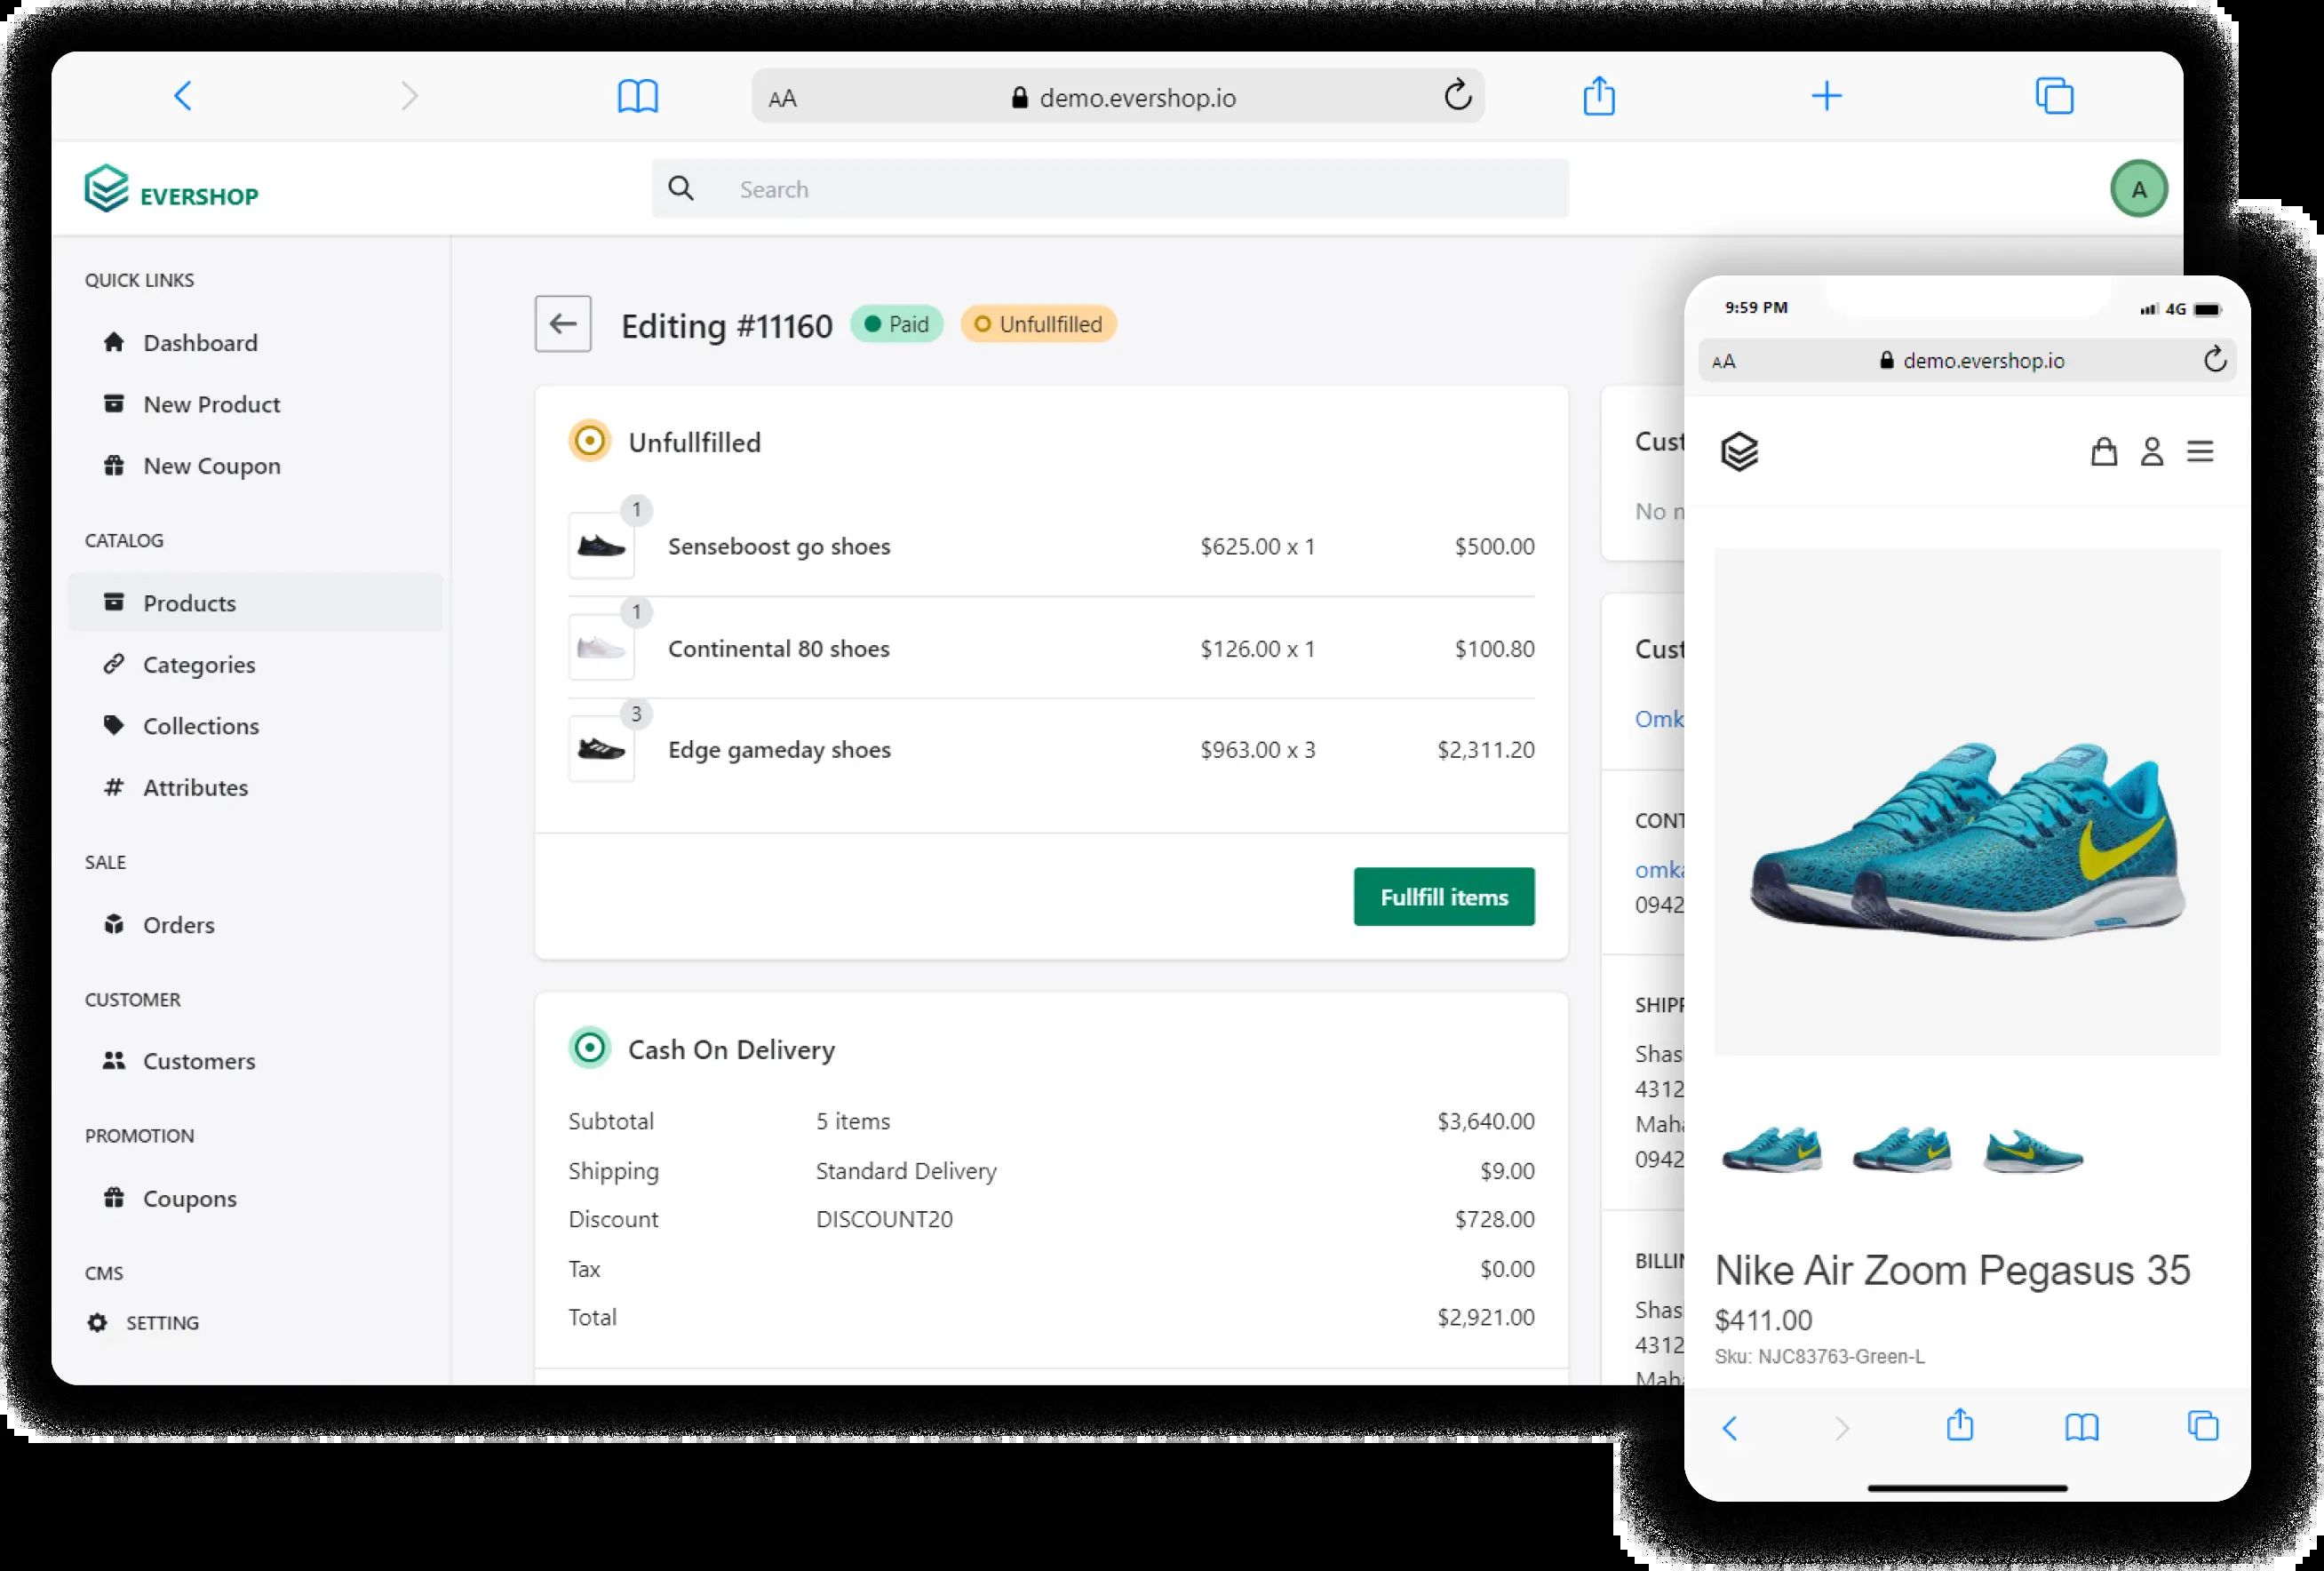 AA demo.evershop.io
EVERSHOP
Search
A
QUICK LINKS
Dashboard
New Product
New Coupon
CATALOG
Products
Categories
Collections
# Attributes
SALE
Orders
CUSTOMER
Customers
PROMOTION
Coupons
CMS
SETTING
Editing #11160 Paid Unfullfilled
Unfullfilled
1
Senseboost go shoes $625.00 x 1 $500.00
1
Continental 80 shoes $126.00 x 1 $100.80
3
Edge gameday shoes $963.00 x 3 $2,311.20
Fullfill items
Cash On Delivery
Subtotal 5 items $3,640.00
Shipping Standard Delivery $9.00
Discount DISCOUNT20 $728.00
Tax $0.00
Total $2,921.00
Cust
No n
Cust
Omk
CONT
omka
0942
SHIPP
Shas
4312
Maha
0942
BILLIN
Shas
4312
Maha
9:59 PM 4G
AA demo.evershop.io
Nike Air Zoom Pegasus 35
$411.00
Sku: NJC83763-Green-L